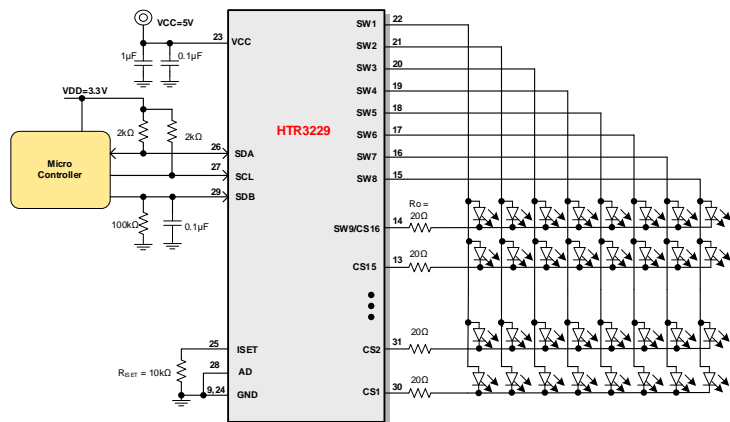 VCC=5V
23
VCC
1µF
0.1µF
VDD=3.3V
2kΩ
2kΩ
Micro
Controller
26
SDA
27
SCL
29
SDB
100kΩ
0.1µF
HTR3229
25
ISET
RISET = 10kΩ
28
AD
9,24
GND
SW1
22
SW2
21
SW3
20
SW4
19
SW5
18
SW6
17
SW7
16
SW8
15
SW9/CS16
14
Ro =
20Ω
CS15
13
20Ω
CS2
31
20Ω
CS1
30
20Ω